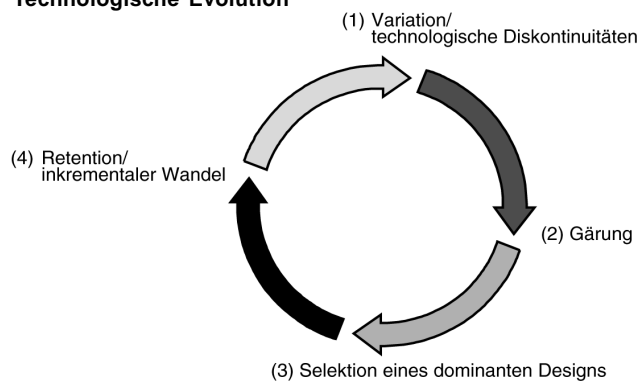 Technologische Evolution
(1) Variation/
technologische Diskontinuitäten
(4) Retention/
inkrementaler Wandel
(2) Gärung
(3) Selektion eines dominanten Designs